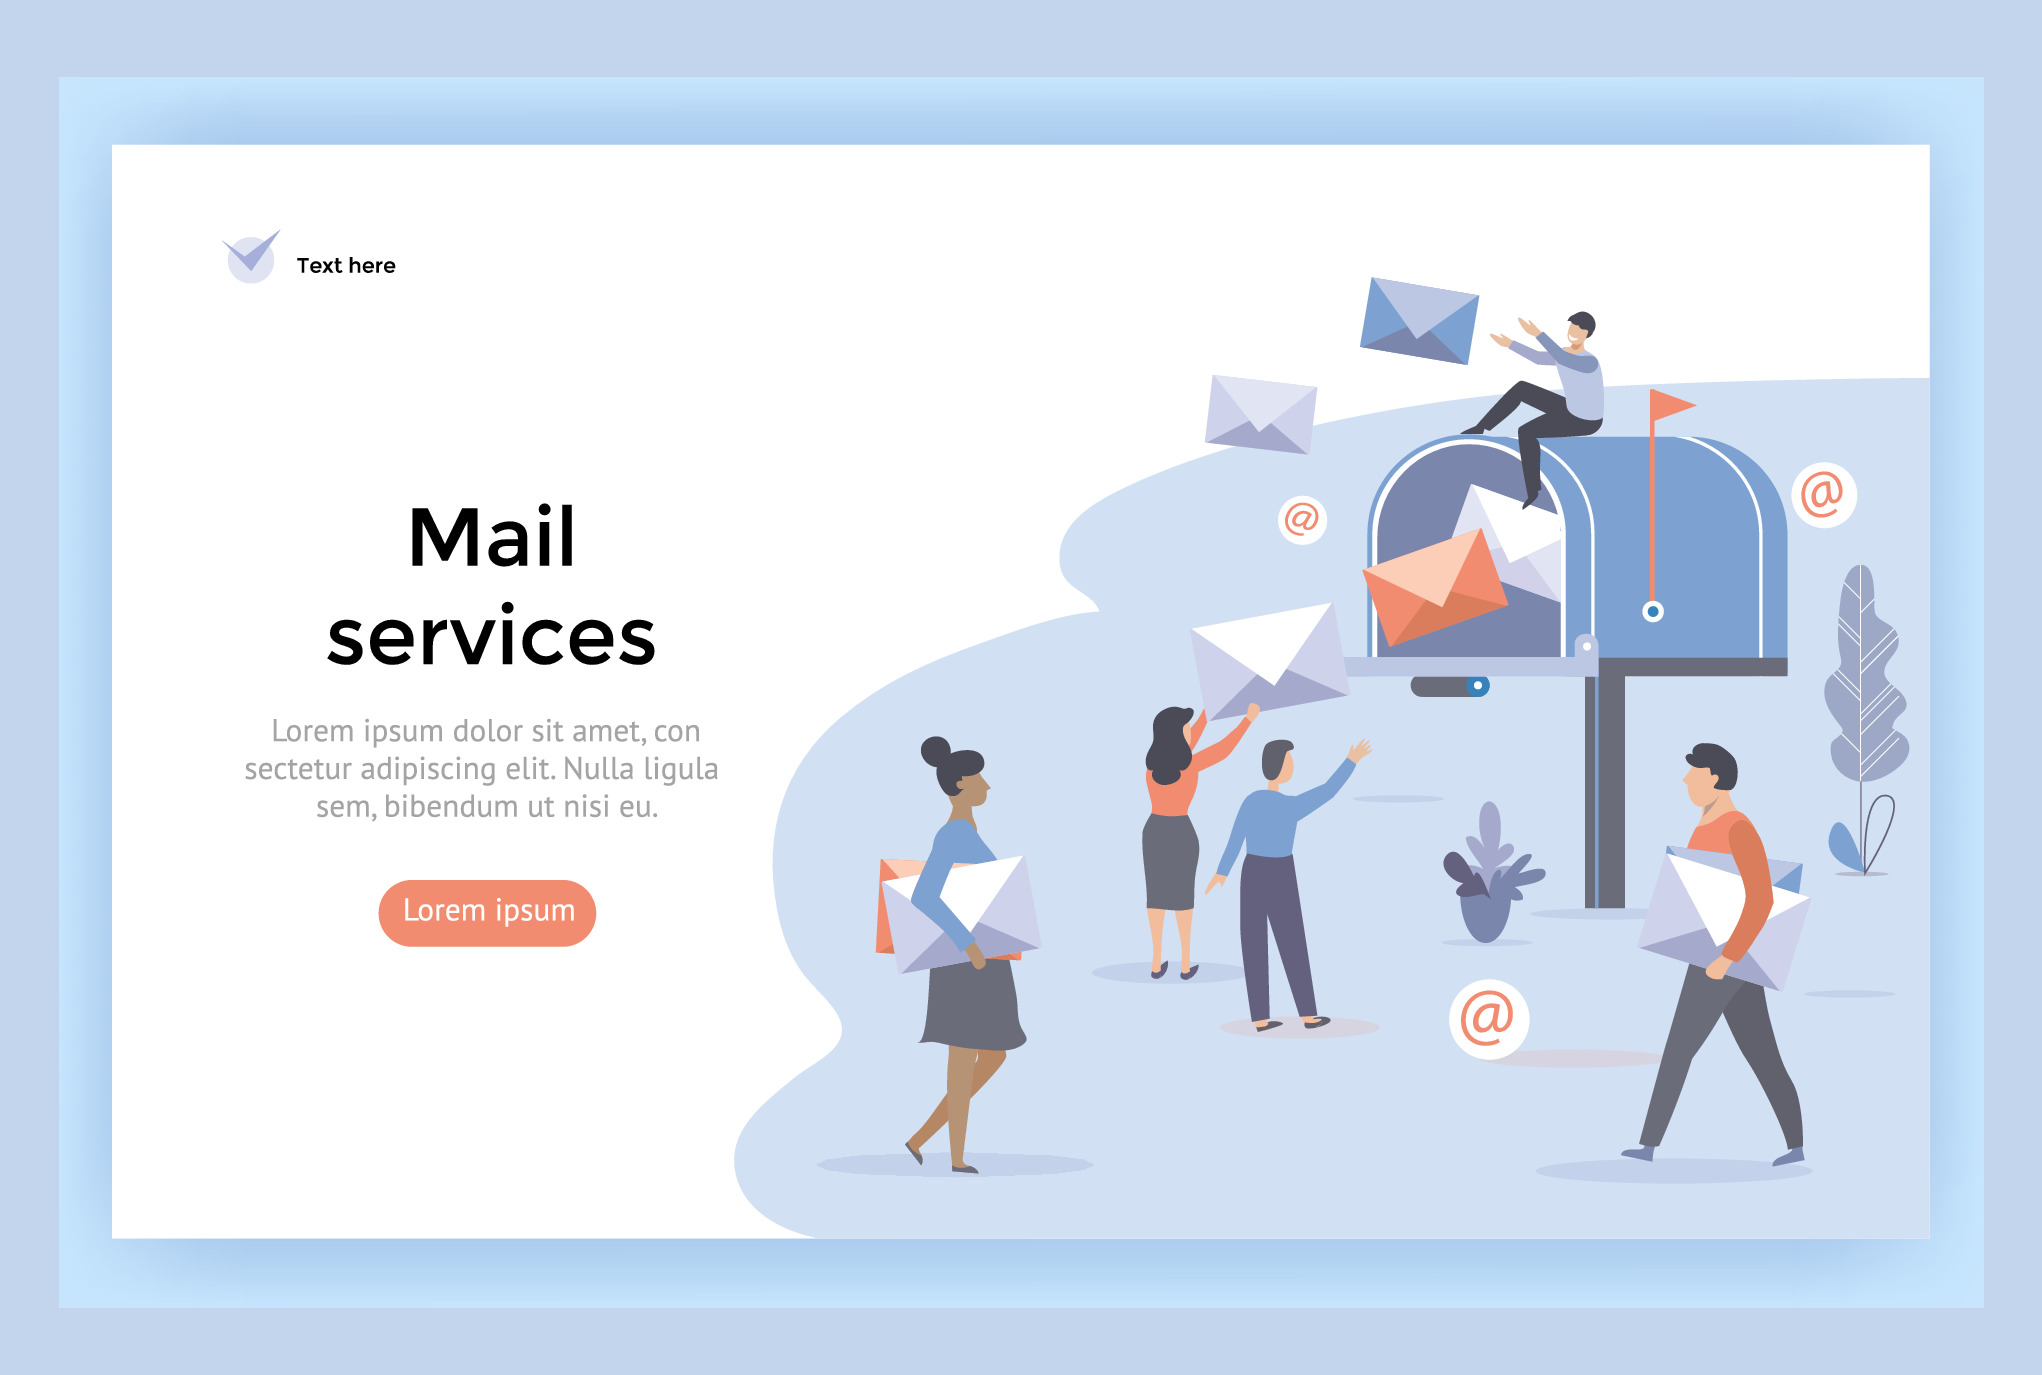 Text here
Mail
services
Lorem ipsum dolor sit amet, con
sectetur adipiscing elit. Nulla ligula
sem, bibendum ut nisi eu.
Lorem ipsum
@
@
@